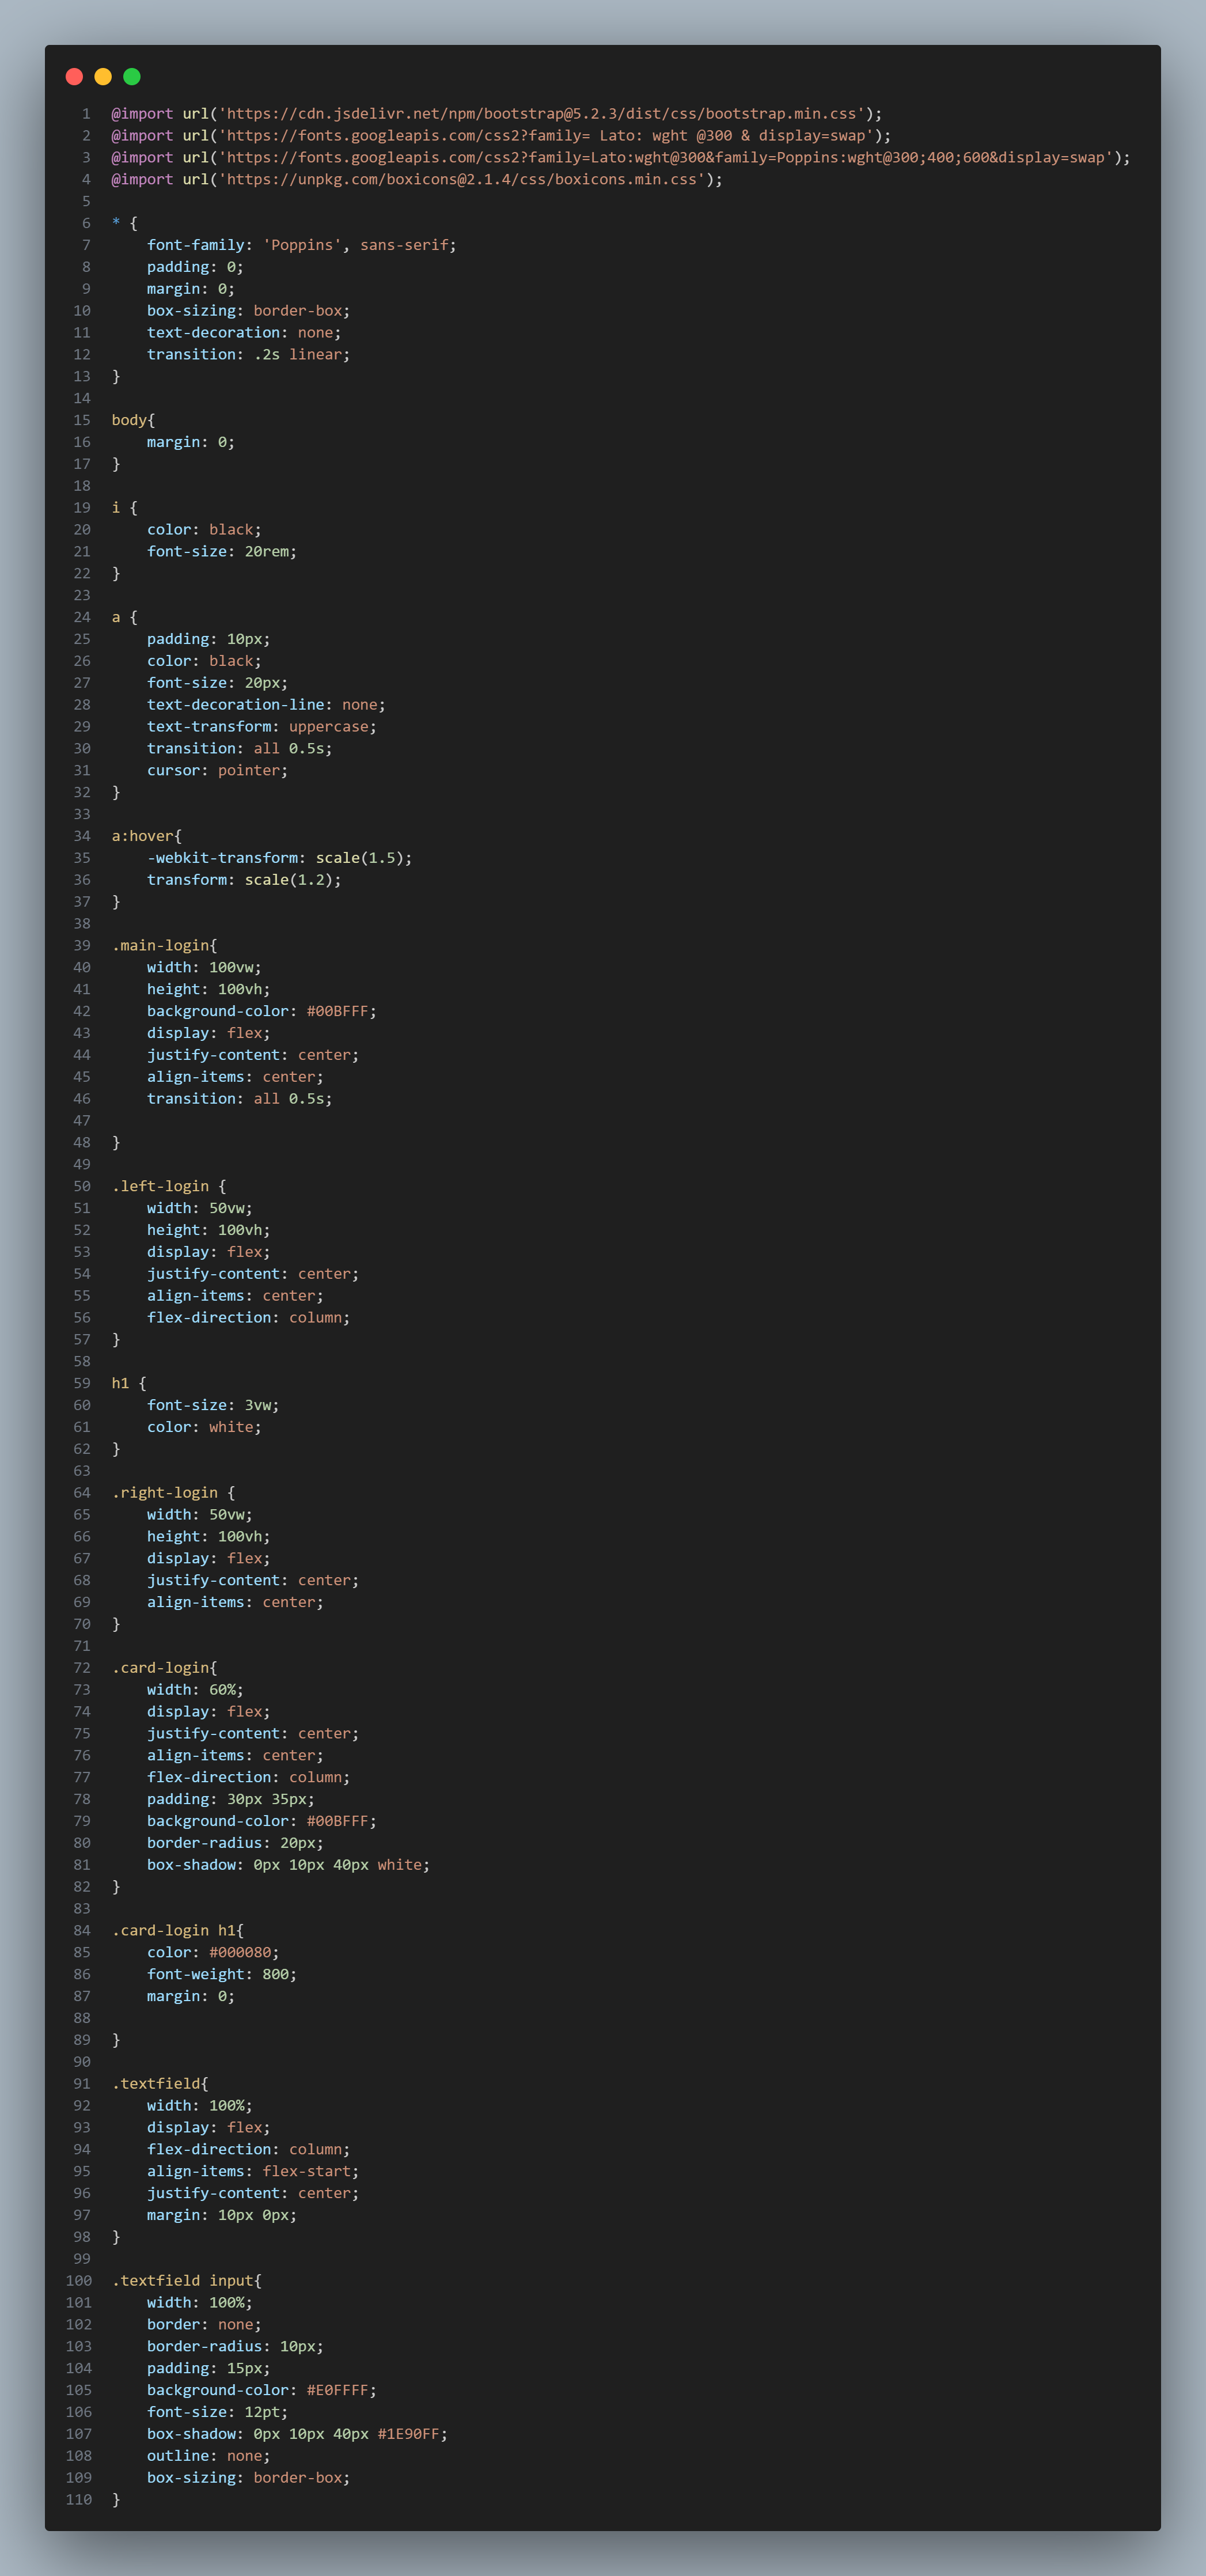 1 @import url('https://cdn.jsdelivr.net/npm/bootstrap@5.2.3/dist/css/bootstrap.min.css');
2 @import url('https://fonts.googleapis.com/css2?family= Lato: wght @300 & display=swap');
3 @import url('https://fonts.googleapis.com/css2?family=Lato:wght@300&family=Poppins:wght@300;400;600&display=swap');
4 @import url('https://unpkg.com/boxicons@2.1.4/css/boxicons.min.css');
5
6 * {
7     font-family: 'Poppins', sans-serif;
8     padding: 0;
9     margin: 0;
10     box-sizing: border-box;
11     text-decoration: none;
12     transition: .2s linear;
13 }
14
15 body{
16     margin: 0;
17 }
18
19 i {
20     color: black;
21     font-size: 20rem;
22 }
23
24 a {
25     padding: 10px;
26     color: black;
27     font-size: 20px;
28     text-decoration-line: none;
29     text-transform: uppercase;
30     transition: all 0.5s;
31     cursor: pointer;
32 }
33
34 a:hover{
35     -webkit-transform: scale(1.5);
36     transform: scale(1.2);
37 }
38
39 .main-login{
40     width: 100vw;
41     height: 100vh;
42     background-color: #00BFFF;
43     display: flex;
44     justify-content: center;
45     align-items: center;
46     transition: all 0.5s;
47
48 }
49
50 .left-login {
51     width: 50vw;
52     height: 100vh;
53     display: flex;
54     justify-content: center;
55     align-items: center;
56     flex-direction: column;
57 }
58
59 h1 {
60     font-size: 3vw;
61     color: white;
62 }
63
64 .right-login {
65     width: 50vw;
66     height: 100vh;
67     display: flex;
68     justify-content: center;
69     align-items: center;
70 }
71
72 .card-login{
73     width: 60%;
74     display: flex;
75     justify-content: center;
76     align-items: center;
77     flex-direction: column;
78     padding: 30px 35px;
79     background-color: #00BFFF;
80     border-radius: 20px;
81     box-shadow: 0px 10px 40px white;
82 }
83
84 .card-login h1{
85     color: #000080;
86     font-weight: 800;
87     margin: 0;
88
89 }
90
91 .textfield{
92     width: 100%;
93     display: flex;
94     flex-direction: column;
95     align-items: flex-start;
96     justify-content: center;
97     margin: 10px 0px;
98 }
99
100 .textfield input{
101     width: 100%;
102     border: none;
103     border-radius: 10px;
104     padding: 15px;
105     background-color: #E0FFFF;
106     font-size: 12pt;
107     box-shadow: 0px 10px 40px #1E90FF;
108     outline: none;
109     box-sizing: border-box;
110 }